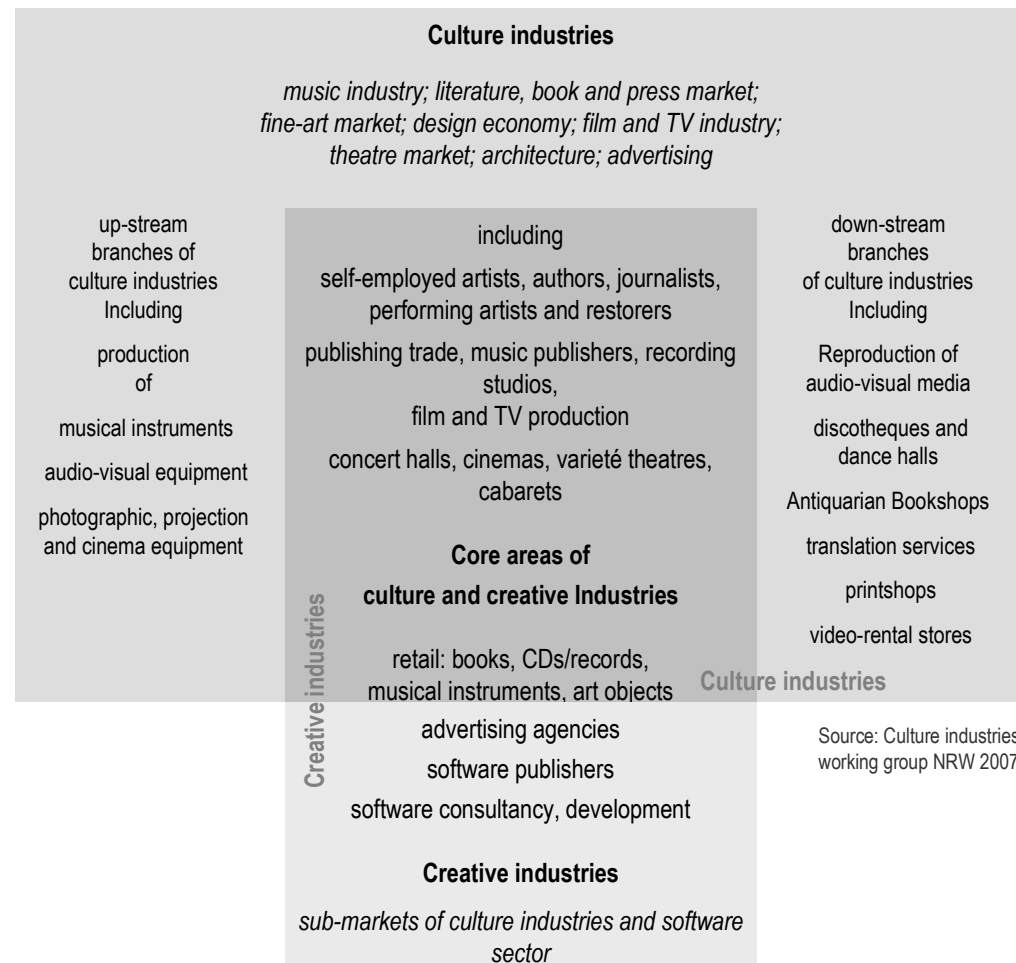 Culture industries
music industry; literature, book and press market;
fine-art market; design economy; film and TV industry;
theatre market; architecture; advertising
up-stream
branches of
culture industries
Including
production
of
musical instruments
audio-visual equipment
photographic, projection
and cinema equipment
including
self-employed artists, authors, journalists,
performing artists and restorers
publishing trade, music publishers, recording
studios,
film and TV production
concert halls, cinemas, varieté theatres,
cabarets
Core areas of
culture and creative Industries
retail: books, CDs/records,
musical instruments, art objects
advertising agencies
software publishers
software consultancy, development
Creative industries
sub-markets of culture industries and software
sector
Creative industries
down-stream
branches
of culture industries
Including
Reproduction of
audio-visual media
discotheques and
dance halls
Antiquarian Bookshops
translation services
printshops
video-rental stores
Culture industries
Source: Culture industries
working group NRW 2007